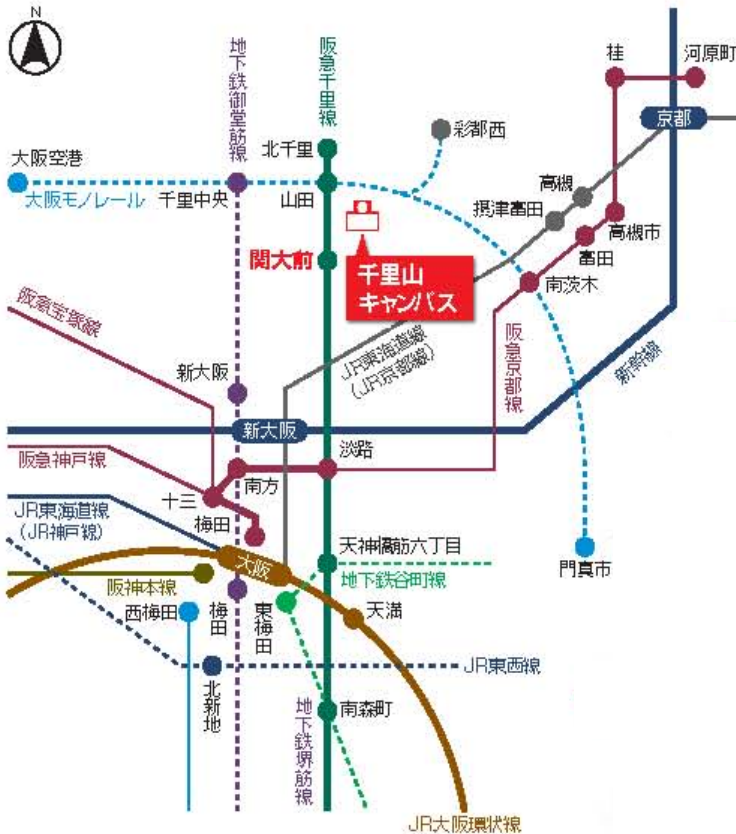 N
地下鉄御堂筋線
阪急千里線
桂
河原町
京都
彩都西
北千里
大阪空港
大阪モノレール
千里中央
山田
高槻
摂津富田
高槻市
富田
関大前
千里山
キャンパス
南茨木
阪急宝塚線
JR東海道線
(JR京都線)
阪急京都線
新幹線
新大阪
新大阪
阪急神戸線
淡路
南方
十三
梅田
JR東海道線
(JR神戸線)
大阪
天神橋筋六丁目
地下鉄谷町線
門真市
阪神本線
西梅田
梅田
東梅田
天満
JR東西線
北新地
地下鉄堺筋線
南森町
JR大阪環状線